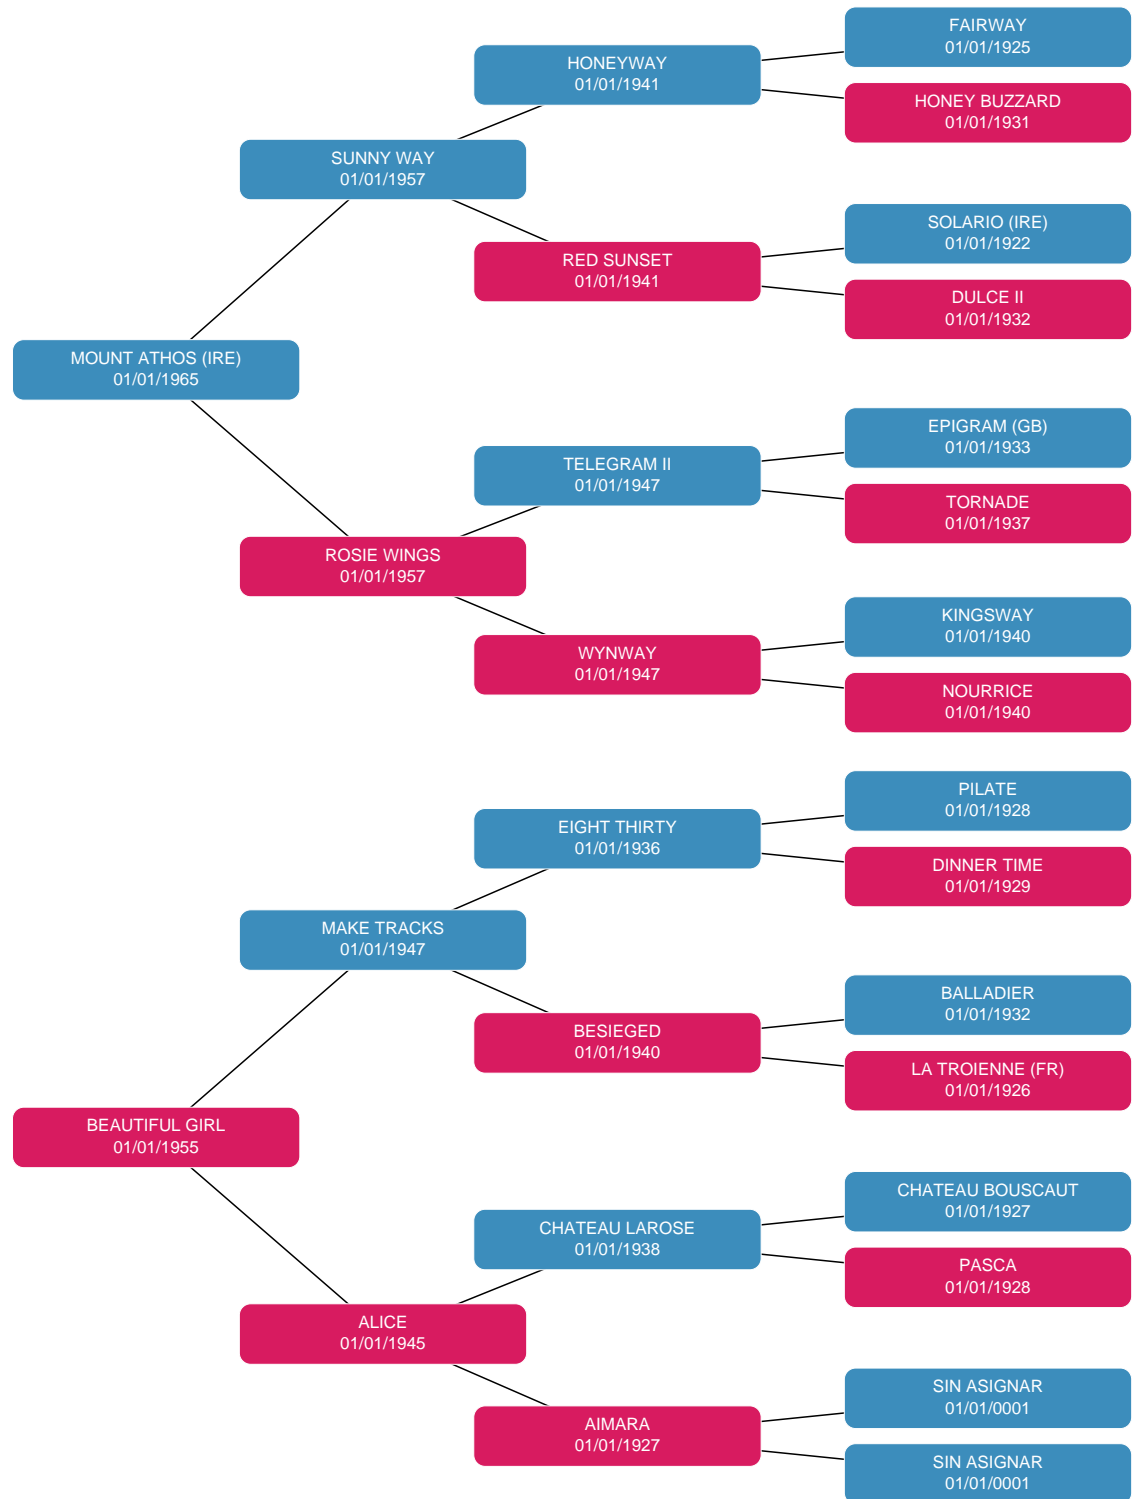 FAIRWAY
01/01/1925
HONEYWAY
01/01/1941
HONEY BUZZARD
01/01/1931
SUNNY WAY
01/01/1957
SOLARIO (IRE)
01/01/1922
RED SUNSET
01/01/1941
DULCE II
01/01/1932
MOUNT ATHOS (IRE)
01/01/1965
EPIGRAM (GB)
01/01/1933
TELEGRAM II
01/01/1947
TORNADE
01/01/1937
ROSIE WINGS
01/01/1957
KINGSWAY
01/01/1940
WYNWAY
01/01/1947
NOURRICE
01/01/1940
PILATE
01/01/1928
EIGHT THIRTY
01/01/1936
DINNER TIME
01/01/1929
MAKE TRACKS
01/01/1947
BALLADIER
01/01/1932
BESIEGED
01/01/1940
LA TROIENNE (FR)
01/01/1926
BEAUTIFUL GIRL
01/01/1955
CHATEAU BOUSCAUT
01/01/1927
CHATEAU LAROSE
01/01/1938
PASCA
01/01/1928
ALICE
01/01/1945
SIN ASIGNAR
01/01/0001
AIMARA
01/01/1927
SIN ASIGNAR
01/01/0001